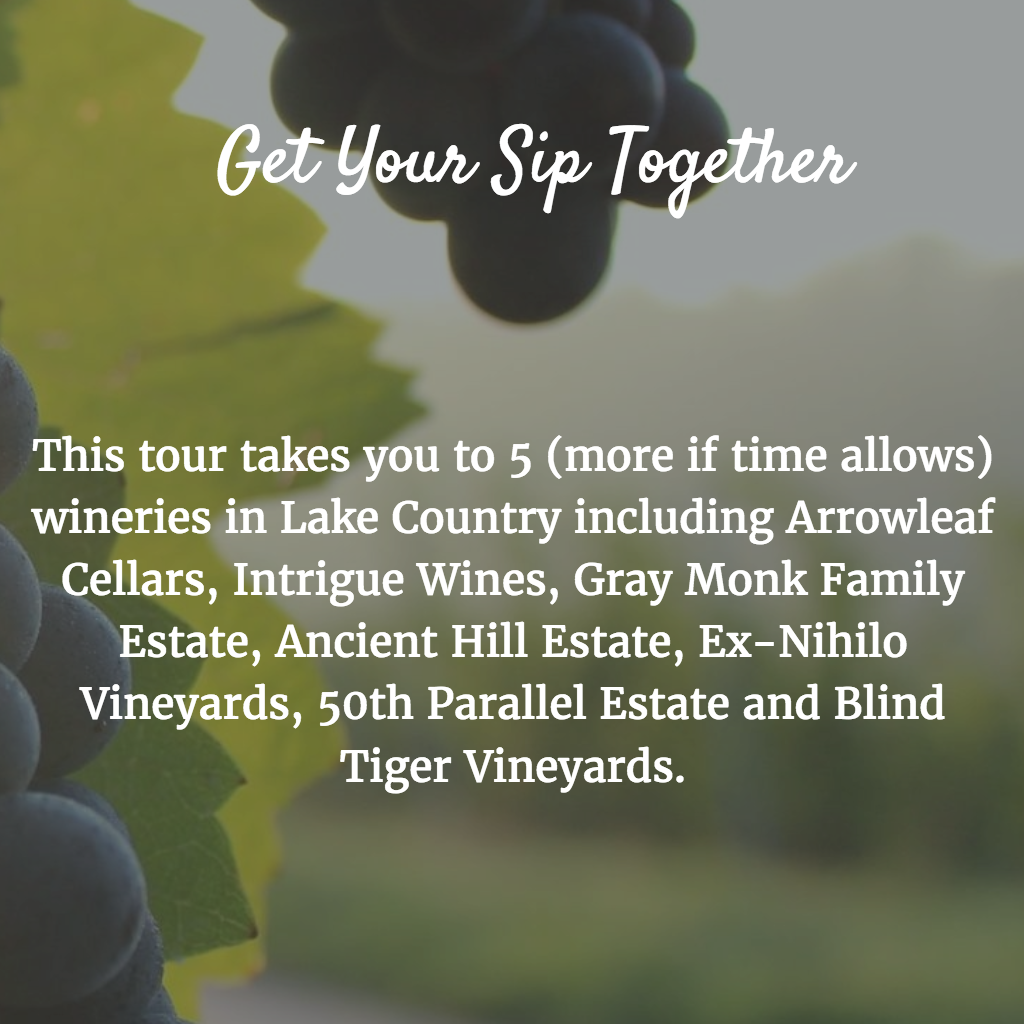 Get Your Sip Together
This tour takes you to 5 (more if time allows)
wineries in Lake Country including Arrowleaf
Cellars, Intrigue Wines, Gray Monk Family
Estate, Ancient Hill Estate, Ex-Nihilo
Vineyards, 50th Parallel Estate and Blind
Tiger Vineyards.